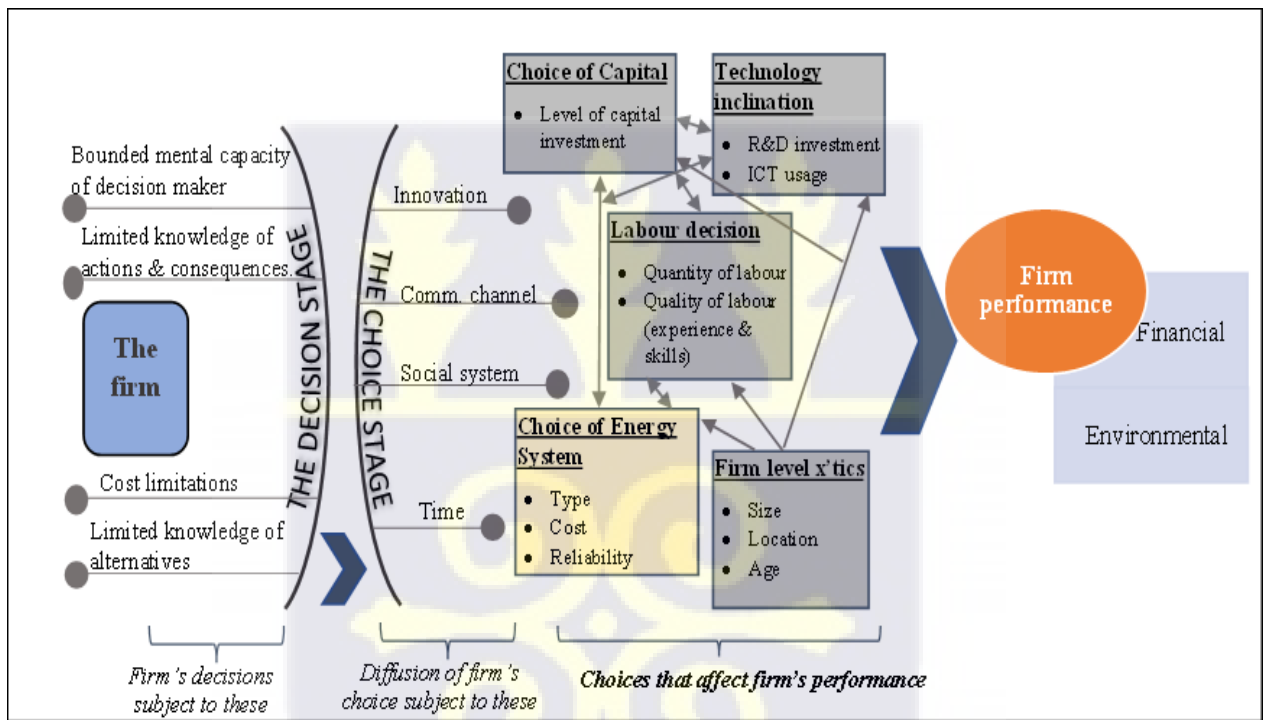 Bounded mental capacity
of decision maker
Limited knowledge of
actions & consequences.
The
firm
Cost limitations
Limited knowledge of
alternatives
THE DECISION STAGE
THE CHOICE STAGE
Innovation
Comm. channel
Social system
Time
Choice of Capital
• Level of capital
investment
Technology
inclination
• R&D investment
• ICT usage
Labour decision
• Quantity of labour
• Quality of labour
(experience &
skills)
Choice of Energy
System
• Type
• Cost
• Reliability
Firm level x'tics
• Size
• Location
• Age
Firm
performance
Financial
Environmental
Firm's decisions
subject to these
Diffusion of firm's
choice subject to these
Choices that affect firm's performance